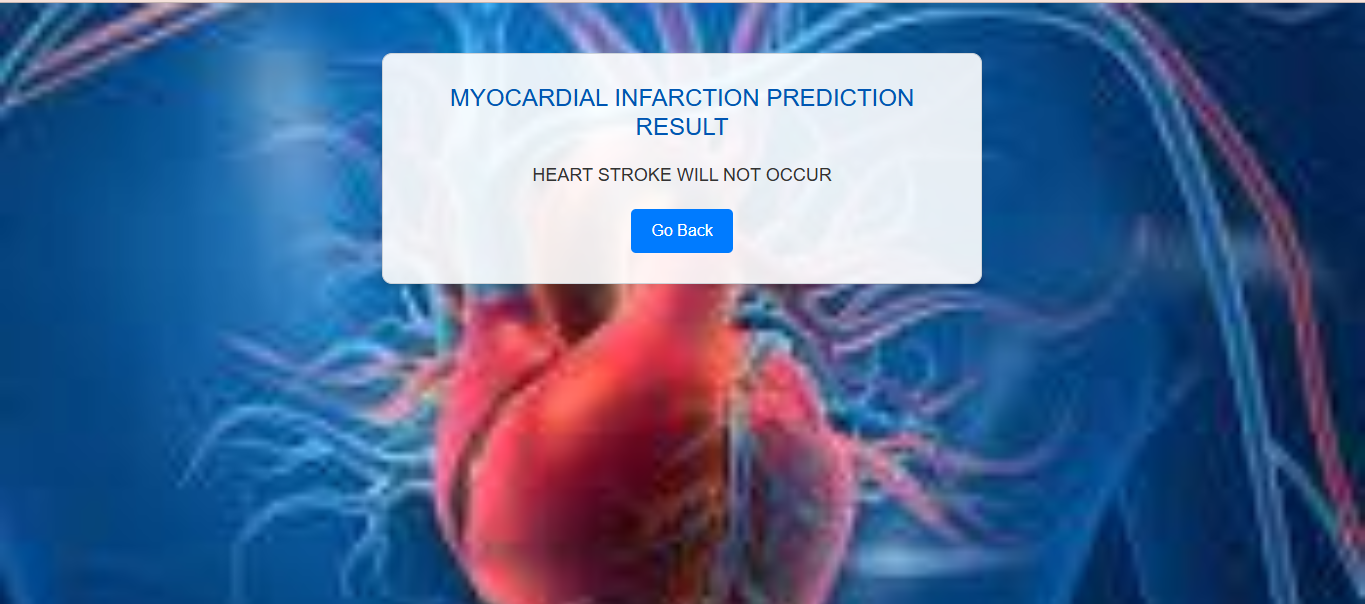 MYOCARDIAL INFARCTION PREDICTION
RESULT
HEART STROKE WILL NOT OCCUR
Go Back